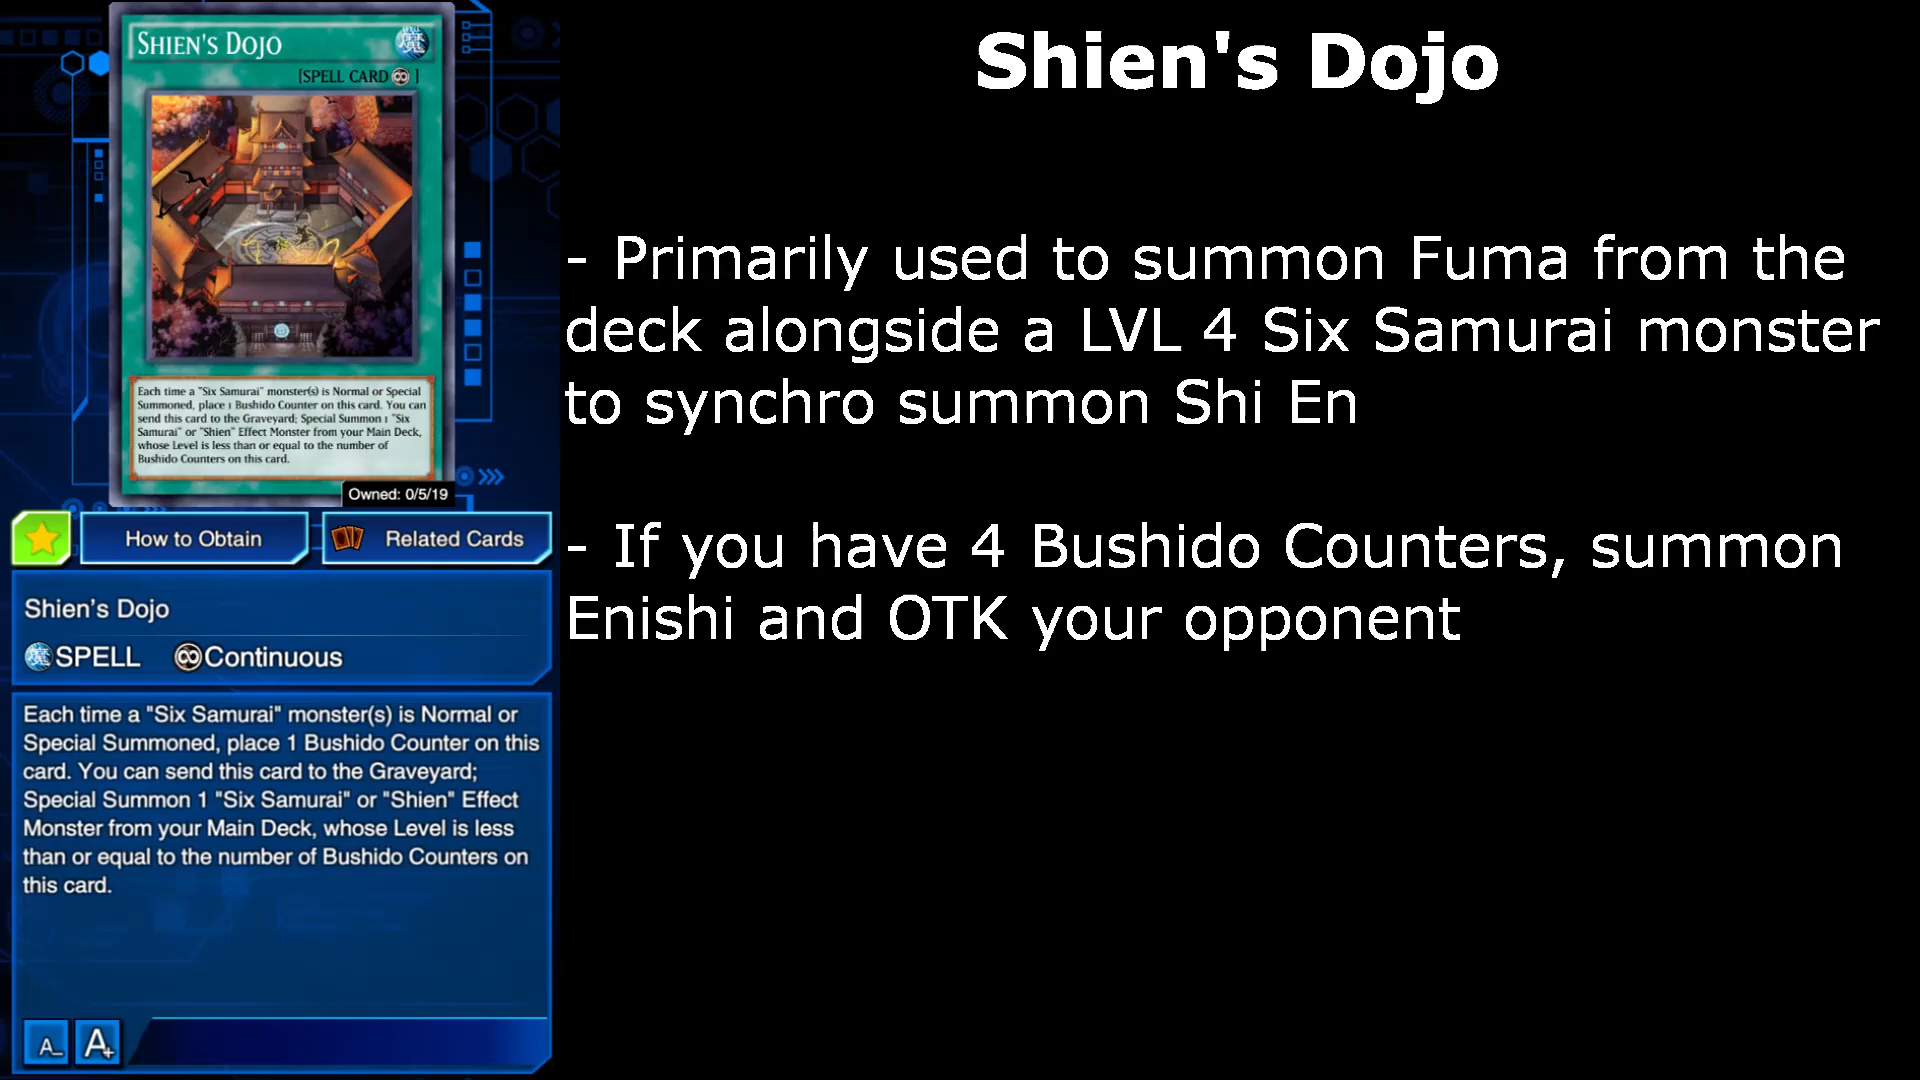 SHIEN'S DOJO
[SPELL CARD ]
Each time a "Six Samurai" monster(s) is Normal or Special
Summoned, place 1 Bushido Counter on this card. You can
send this card to the Graveyard; Special Summon 1 "Six
Samurai" or "Shien" Effect Monster from your Main Deck,
whose Level is less than or equal to the number of
Bushido Counters on this card.
Owned: 0/5/19
How to Obtain
Related Cards
Shien's Dojo
魔 SPELL Continuous
Each time a "Six Samurai" monster(s) is Normal or
Special Summoned, place 1 Bushido Counter on this
card. You can send this card to the Graveyard;
Special Summon 1 "Six Samurai" or "Shien" Effect
Monster from your Main Deck, whose Level is less
than or equal to the number of Bushido Counters on
this card.
A- A+
Shien's Dojo
- Primarily used to summon Fuma from the
deck alongside a LVL 4 Six Samurai monster
to synchro summon Shi En
- If you have 4 Bushido Counters, summon
Enishi and OTK your opponent